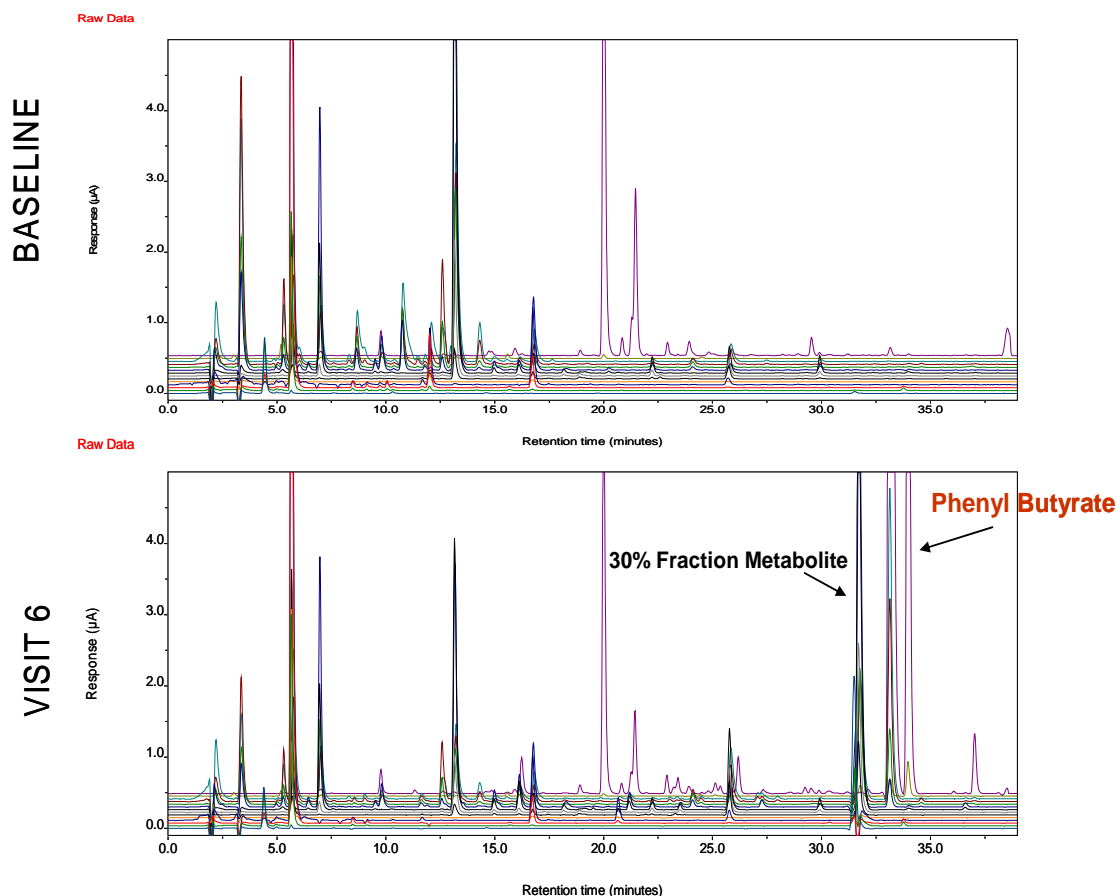 Raw Data
BASELINE
Response (µA)
4.0
3.0
2.0
1.0
0.0
0.0 5.0 10.0 15.0 20.0 25.0 30.0 35.0
Retention time (minutes)
Raw Data
VISIT 6
Response (µA)
Phenyl Butyrate
30% Fraction Metabolite
4.0
3.0
2.0
1.0
0.0
0.0 5.0 10.0 15.0 20.0 25.0 30.0 35.0
Retention time (minutes)